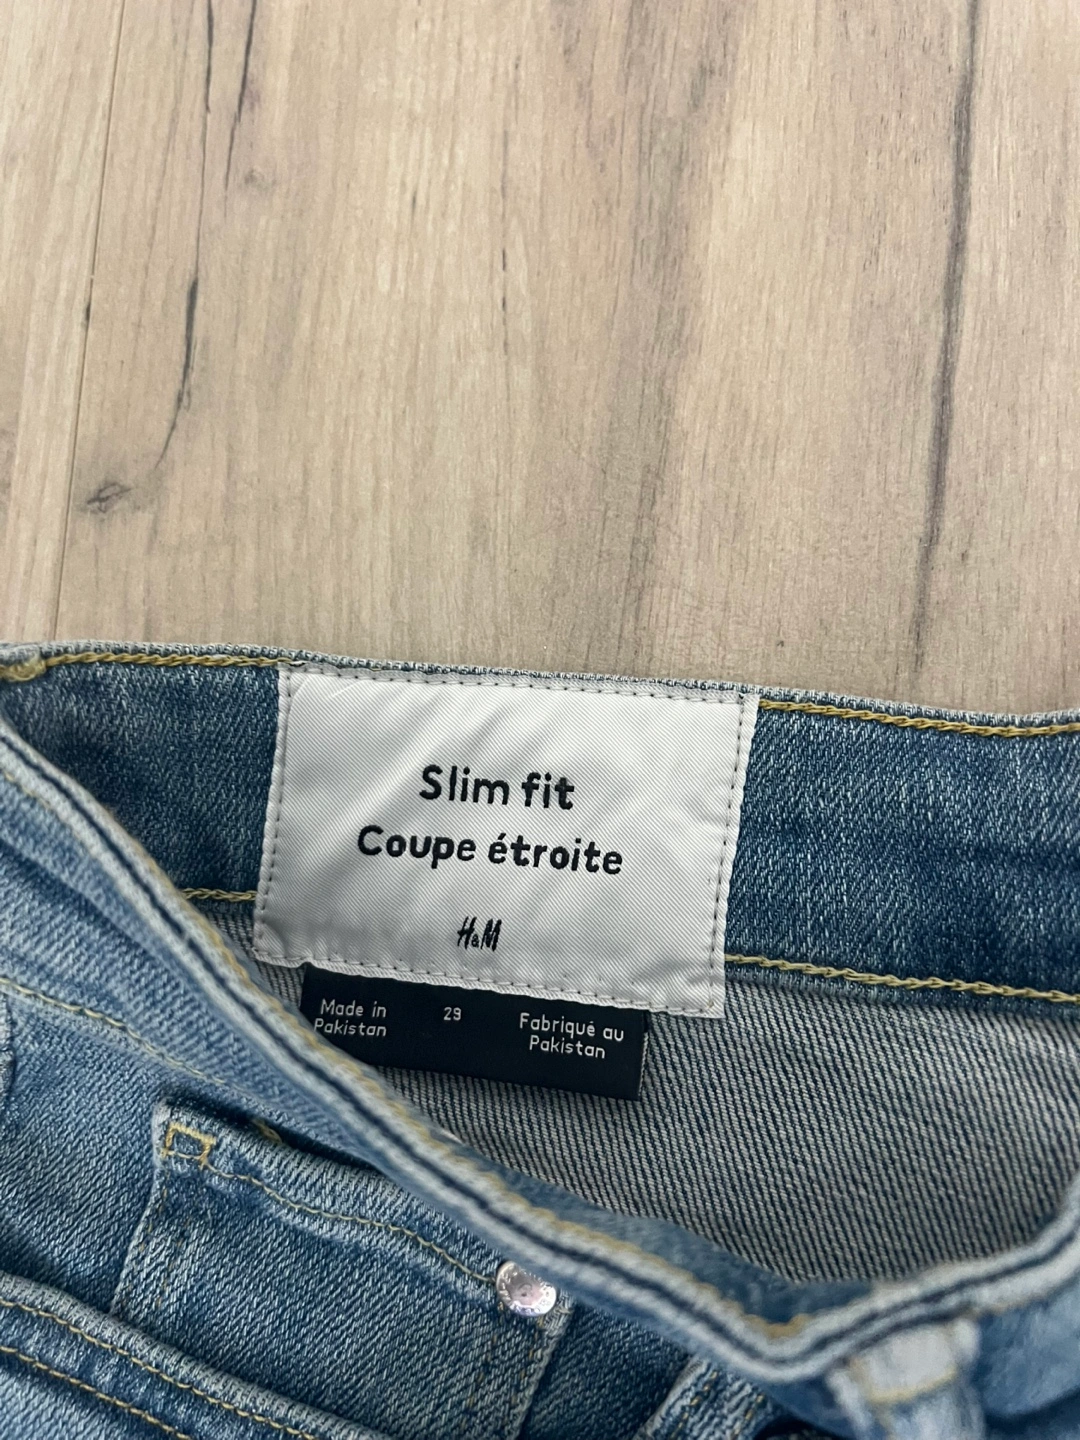 Slim fit
Coupe étroite
H&M
Made in
Pakistan
29
Fabriqué au
Pakistan